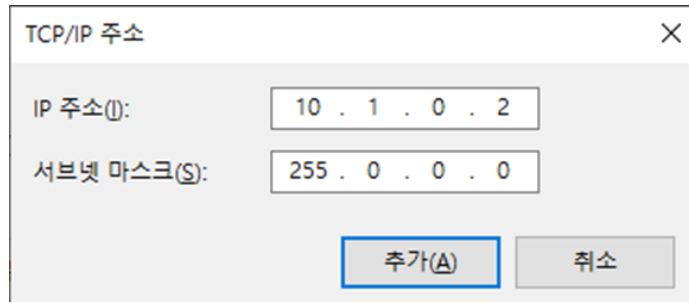 TCP/IP 주소
IP 주소(I): 10 . 1 . 0 . 2
서브넷 마스크(S): 255 . 0 . 0 . 0
추가(A) 취소